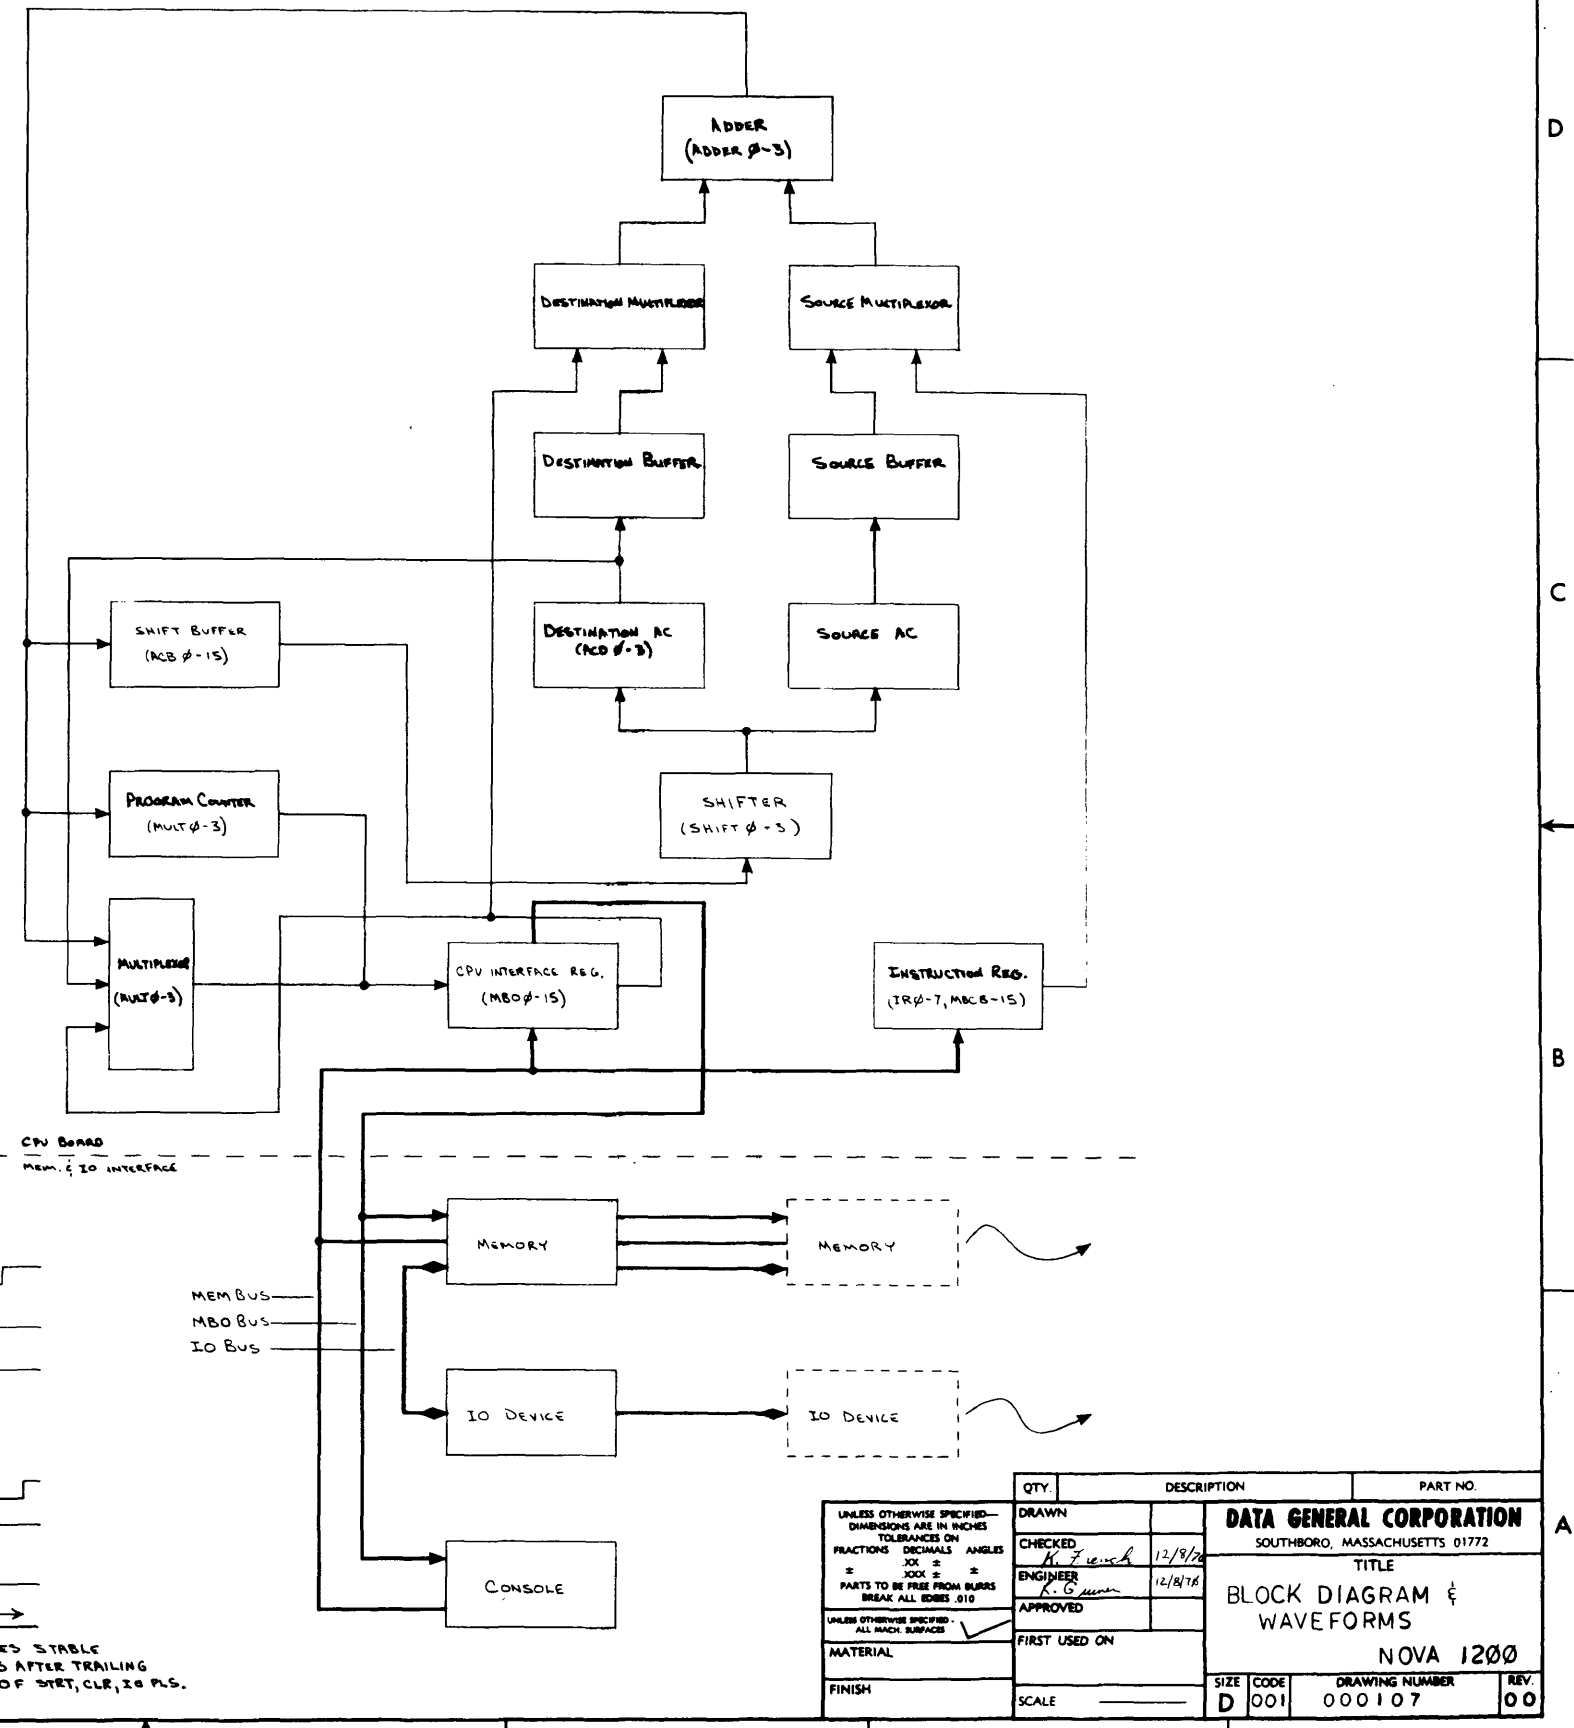 ADDER
(ADDER Ø-3)
D
DESTINATION MULTIPLEXOR
SOURCE MULTIPLEXOR
DESTINATION BUFFER
SOURCE BUFFER
C
SHIFT BUFFER
(ACB Ø-15)
DESTINATION AC
(ACD Ø-3)
SOURCE AC
PROGRAM COUNTER
(MULT Ø-3)
SHIFTER
(SHIFT Ø-3)
MULTIPLEXOR
(MULT Ø-3)
CPU INTERFACE REG.
(MBO Ø-15)
INSTRUCTION REG.
(IRØ-7, MBC8-15)
B
CPU BOARD
MEM. & IO INTERFACE
MEMORY
MEMORY
MEM BUS
MBO BUS
IO BUS
IO DEVICE
IO DEVICE
CONSOLE
ES STABLE
S AFTER TRAILING
OF STRT, CLR, IO PLS.
QTY.
DESCRIPTION
PART NO.
UNLESS OTHERWISE SPECIFIED—
DIMENSIONS ARE IN INCHES
TOLERANCES ON
FRACTIONS DECIMALS ANGLES
.XX ±
± .XXX ± ±
PARTS TO BE FREE FROM BURRS
BREAK ALL EDGES .010
UNLESS OTHERWISE SPECIFIED -
ALL MACH. SURFACES
MATERIAL
FINISH
DRAWN
CHECKED
K. French 12/8/70
ENGINEER
12/8/70
APPROVED
FIRST USED ON
SCALE
DATA GENERAL CORPORATION
SOUTHBORO, MASSACHUSETTS 01772
TITLE
BLOCK DIAGRAM &
WAVEFORMS
NOVA 12ØØ
SIZE
D
CODE
001
DRAWING NUMBER
000107
REV.
00
A